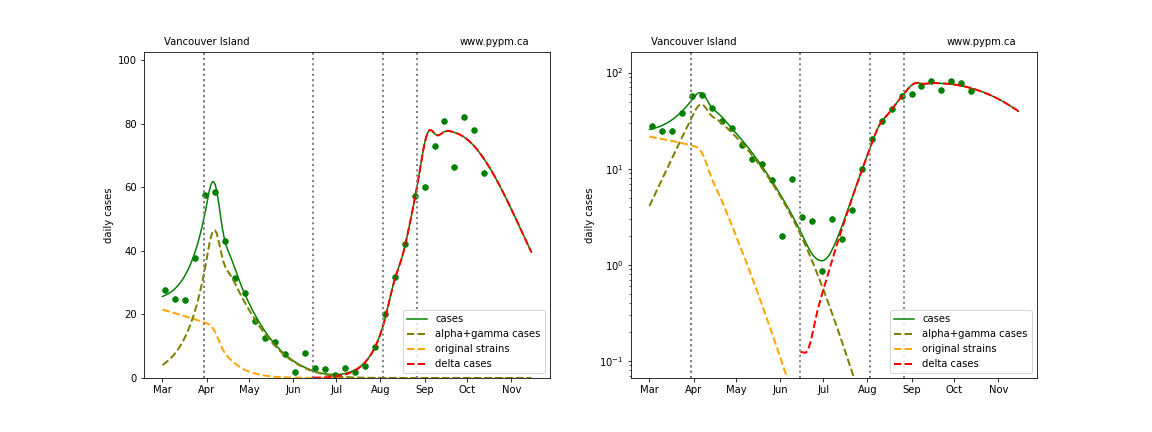 Vancouver Island www.pypm.ca
daily cases
100
80
60
40
20
0
Mar Apr May Jun Jul Aug Sep Oct Nov
cases
alpha+gamma cases
original strains
delta cases
Vancouver Island www.pypm.ca
daily cases
10²
10¹
10⁰
10⁻¹
Mar Apr May Jun Jul Aug Sep Oct Nov
cases
alpha+gamma cases
original strains
delta cases